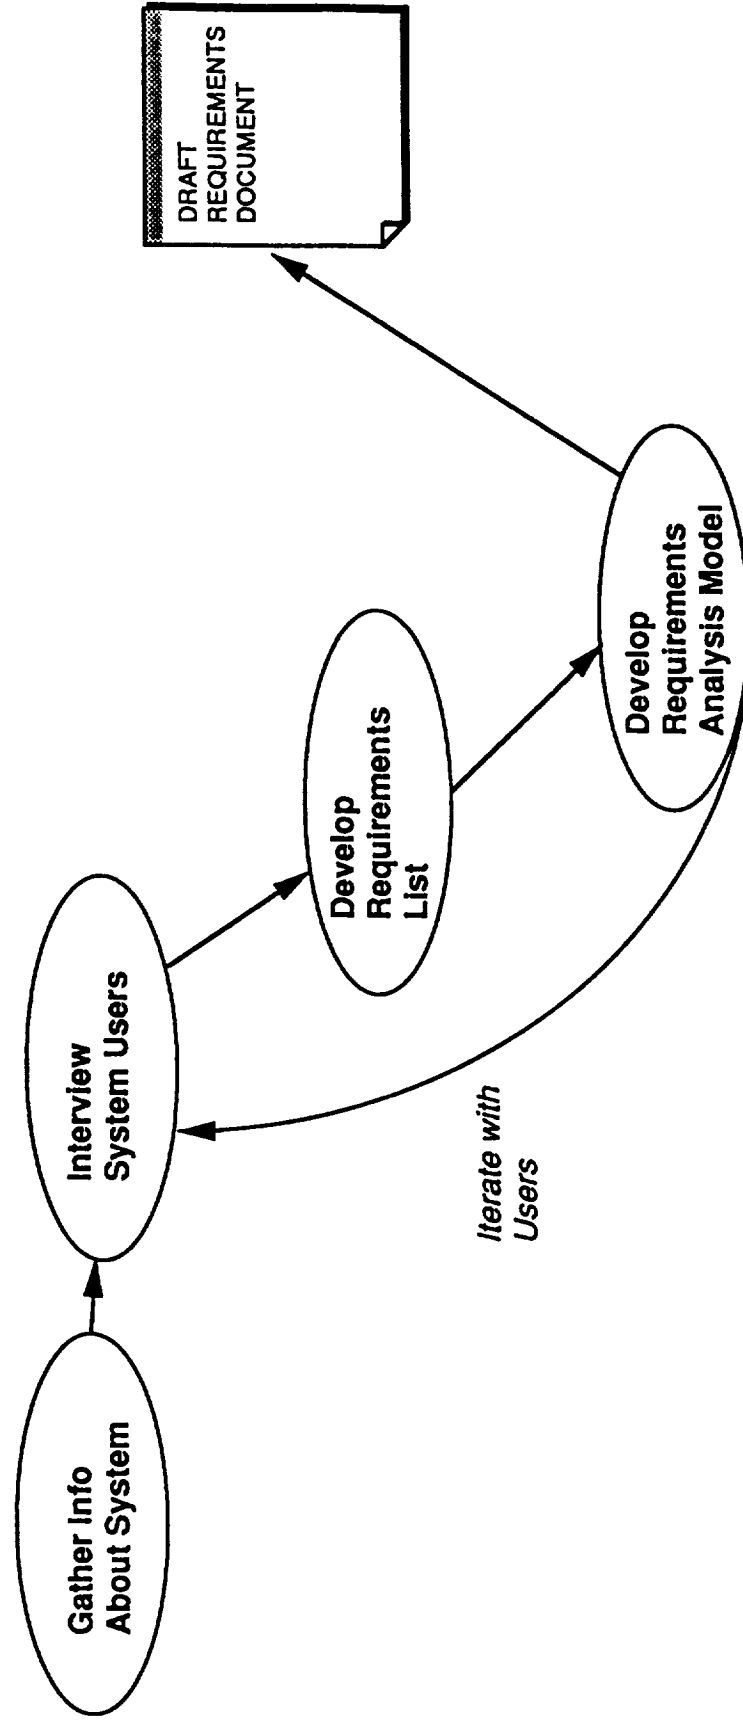 Gather Info
About System
Interview
System Users
Develop
Requirements
List
Develop
Requirements
Analysis Model
Iterate with
Users
DRAFT
REQUIREMENTS
DOCUMENT